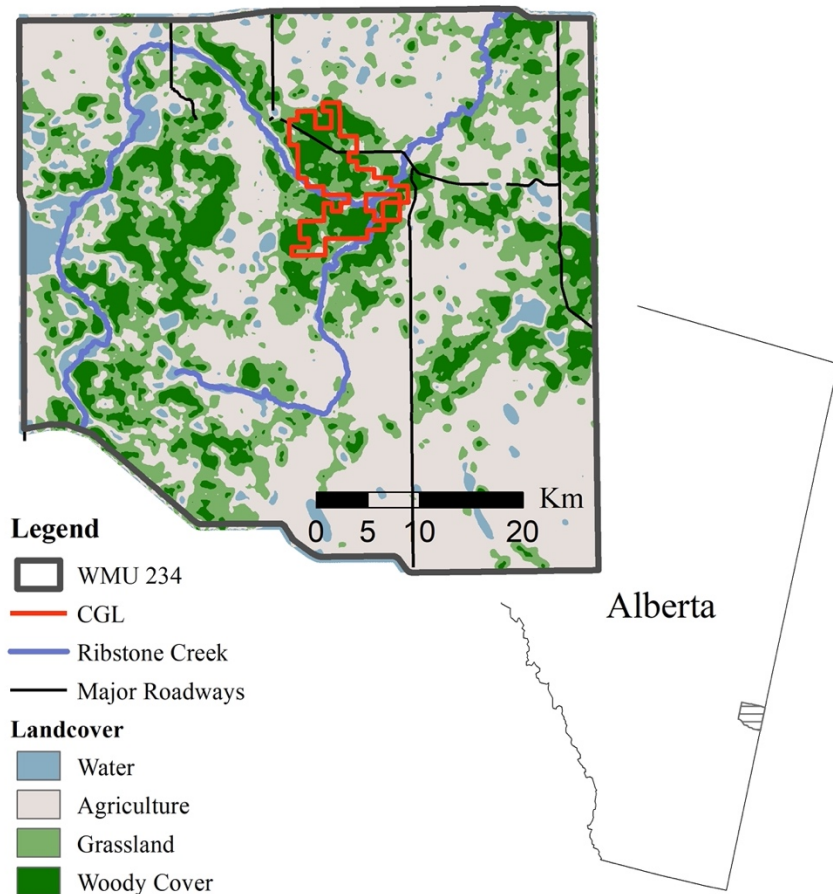 Km
0 5 10 20
Legend
WMU 234
CGL
Ribstone Creek
Major Roadways
Landcover
Water
Agriculture
Grassland
Woody Cover
Alberta